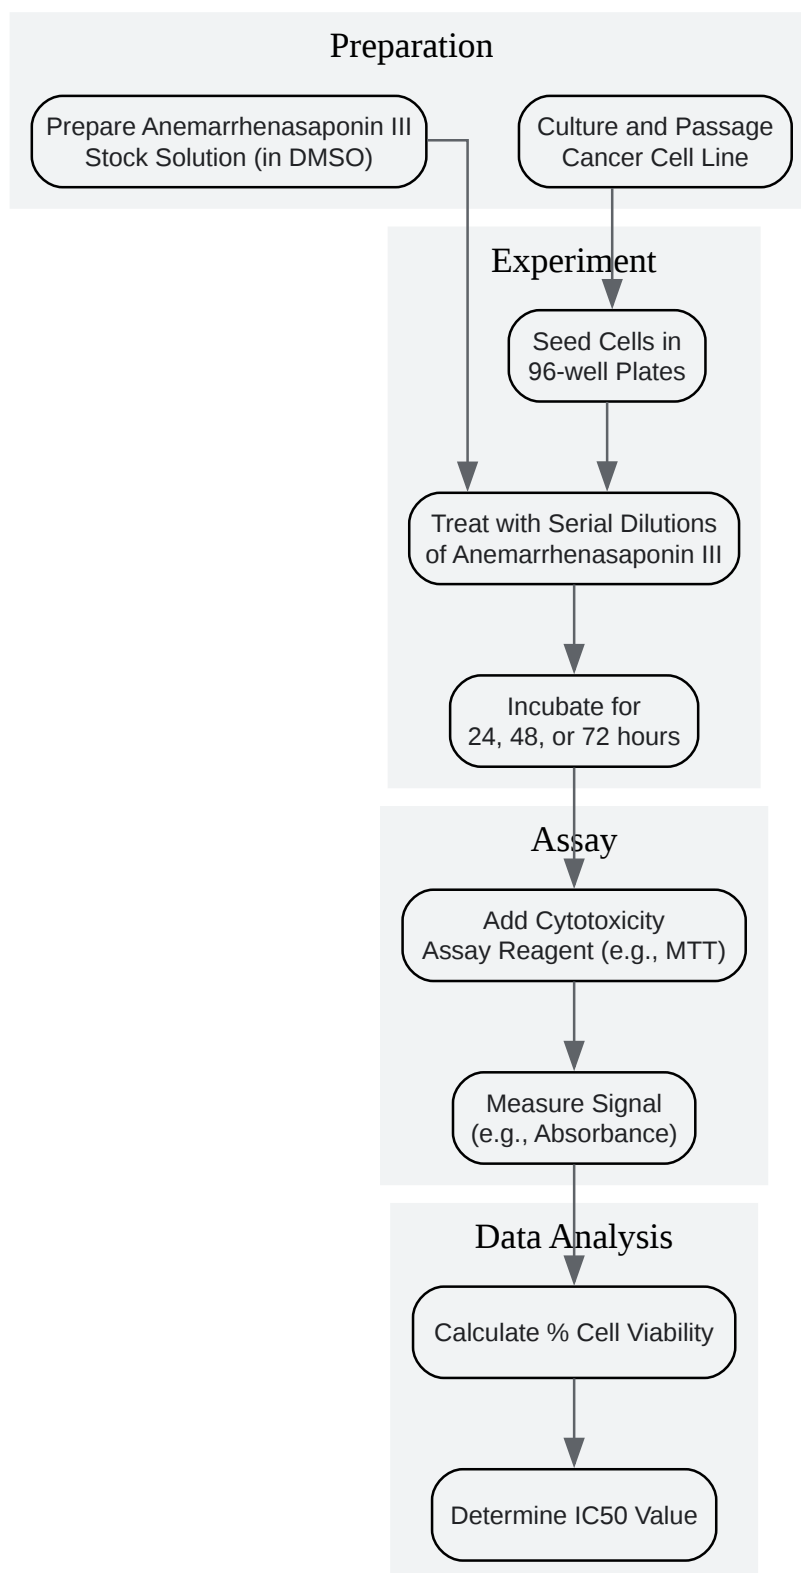 Preparation
Prepare Anemarrhenasaponin III
Stock Solution (in DMSO)
Culture and Passage
Cancer Cell Line
Experiment
Seed Cells in
96-well Plates
Treat with Serial Dilutions
of Anemarrhenasaponin III
Incubate for
24, 48, or 72 hours
Assay
Add Cytotoxicity
Assay Reagent (e.g., MTT)
Measure Signal
(e.g., Absorbance)
Data Analysis
Calculate % Cell Viability
Determine IC50 Value